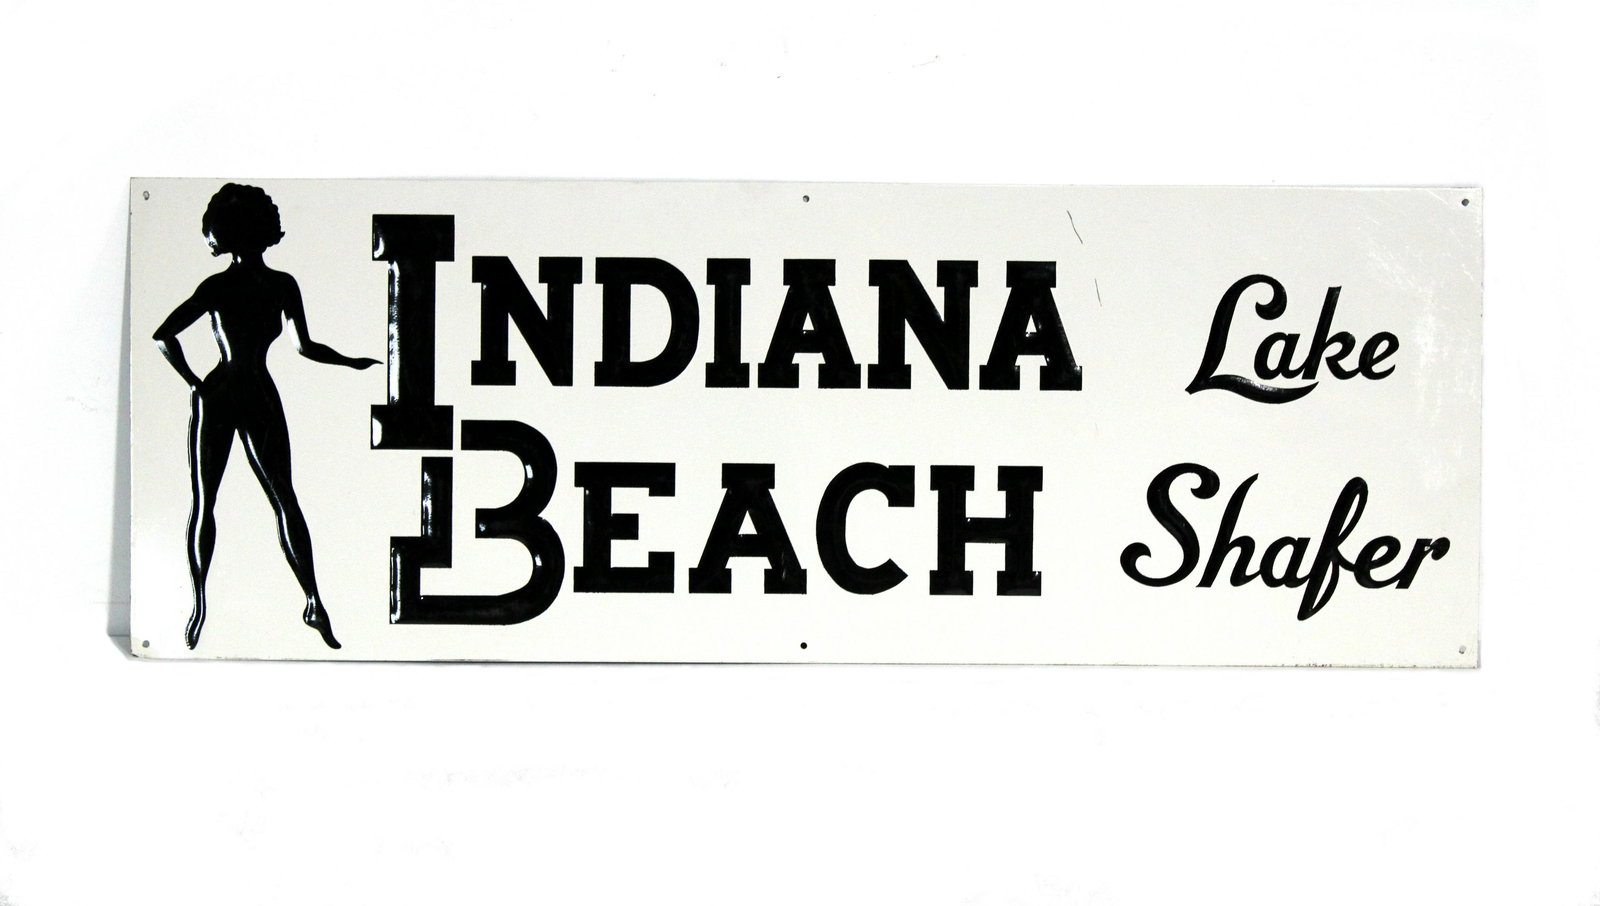 INDIANA
BEACH
Lake
Shafer